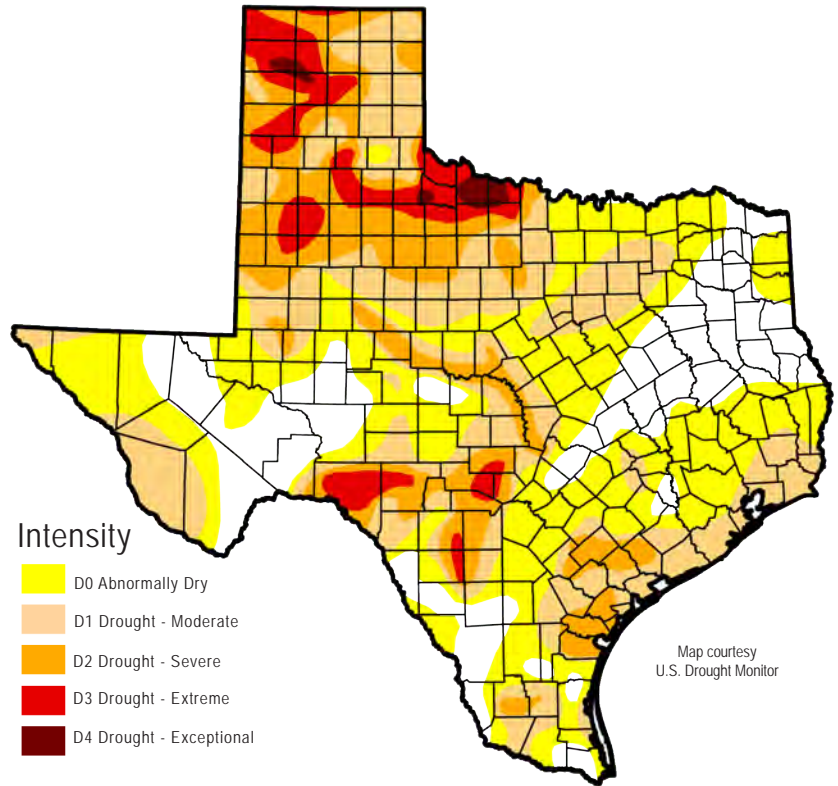 Intensity
D0 Abnormally Dry
D1 Drought - Moderate
D2 Drought - Severe
D3 Drought - Extreme
D4 Drought - Exceptional
Map courtesy
U.S. Drought Monitor